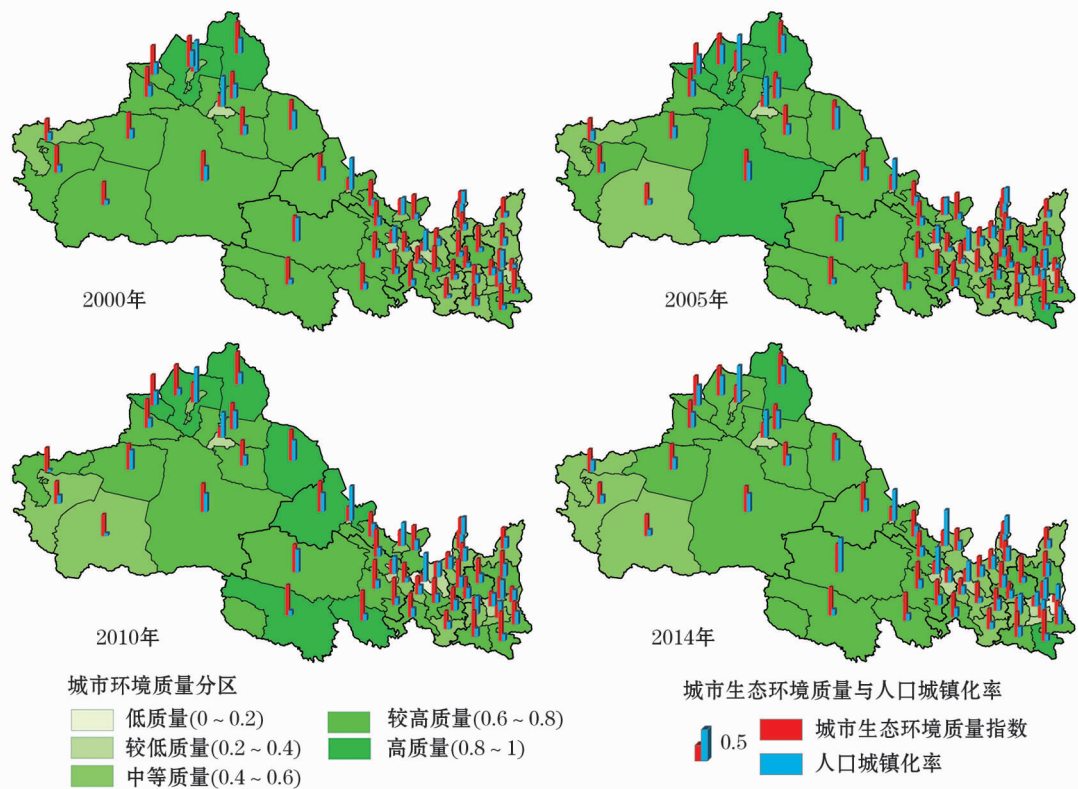 2000年
2005年
2010年
2014年
城市环境质量分区
低质量(0~0.2)
较低质量(0.2~0.4)
中等质量(0.4~0.6)
较高质量(0.6~0.8)
高质量(0.8~1)
城市生态环境质量与人口城镇化率
0.5
城市生态环境质量指数
人口城镇化率